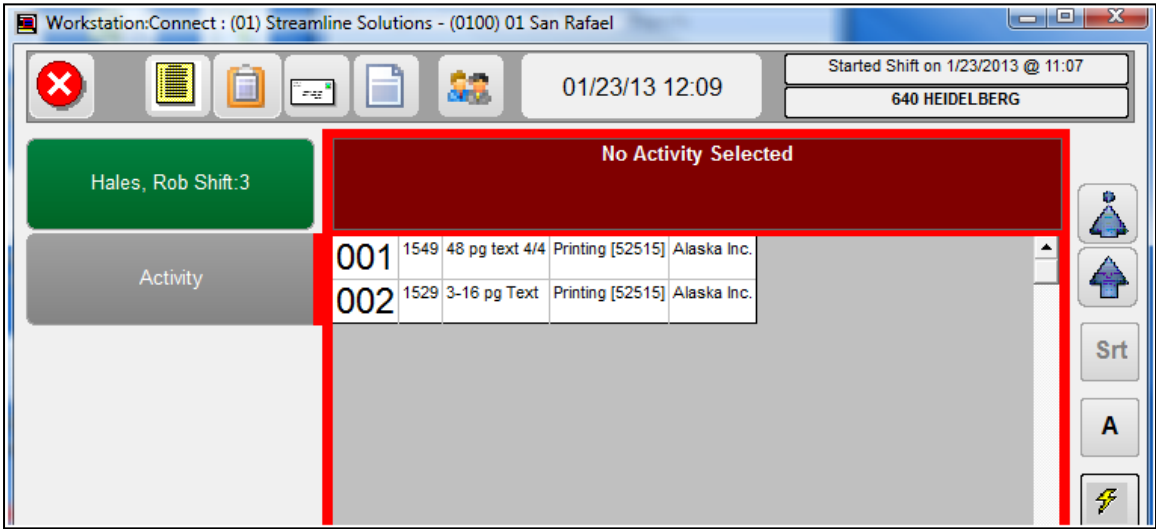 Workstation:Connect : (01) Streamline Solutions - (0100) 01 San Rafael
01/23/13 12:09
Started Shift on 1/23/2013 @ 11:07
640 HEIDELBERG
Hales, Rob Shift:3
No Activity Selected
Activity
001 1549 48 pg text 4/4 Printing [52515] Alaska Inc.
002 1529 3-16 pg Text Printing [52515] Alaska Inc.
Srt
A